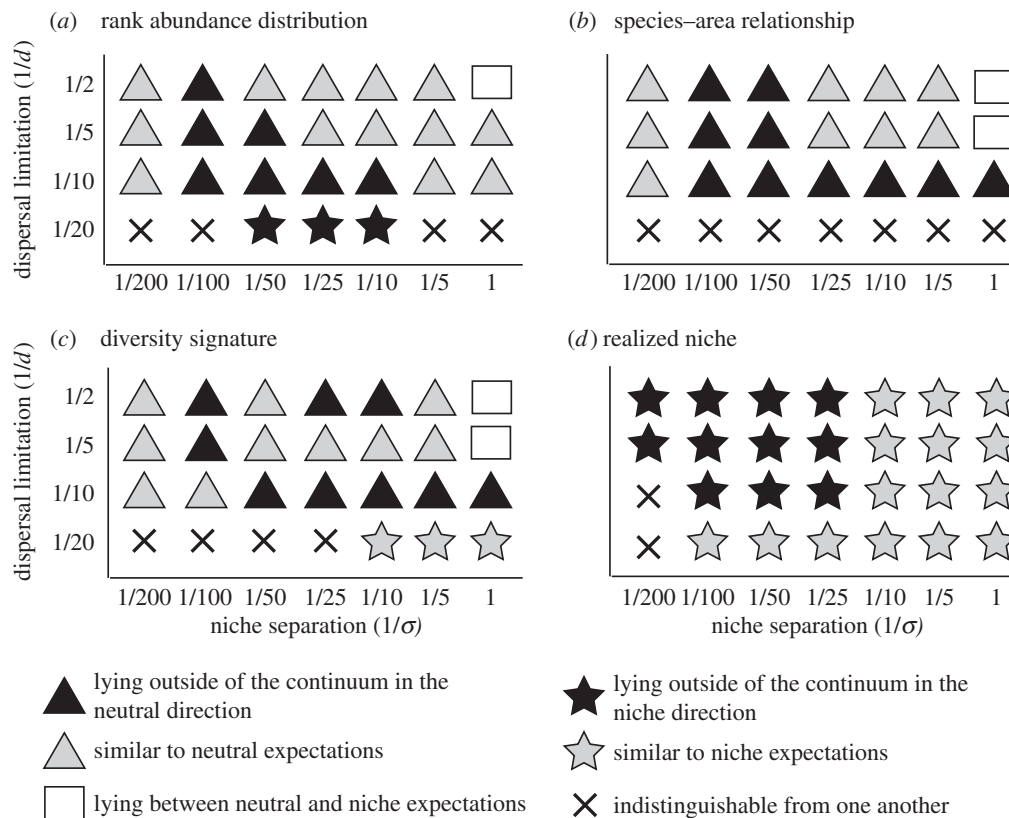 (a) rank abundance distribution
(b) species–area relationship
dispersal limitation (1/d)
1/2
1/5
1/10
1/20
1/200 1/100 1/50 1/25 1/10 1/5 1
1/200 1/100 1/50 1/25 1/10 1/5 1
(c) diversity signature
(d) realized niche
dispersal limitation (1/d)
1/2
1/5
1/10
1/20
1/200 1/100 1/50 1/25 1/10 1/5 1
niche separation (1/σ)
1/200 1/100 1/50 1/25 1/10 1/5 1
niche separation (1/σ)
lying outside of the continuum in the
neutral direction
similar to neutral expectations
lying between neutral and niche expectations
lying outside of the continuum in the
niche direction
similar to niche expectations
indistinguishable from one another